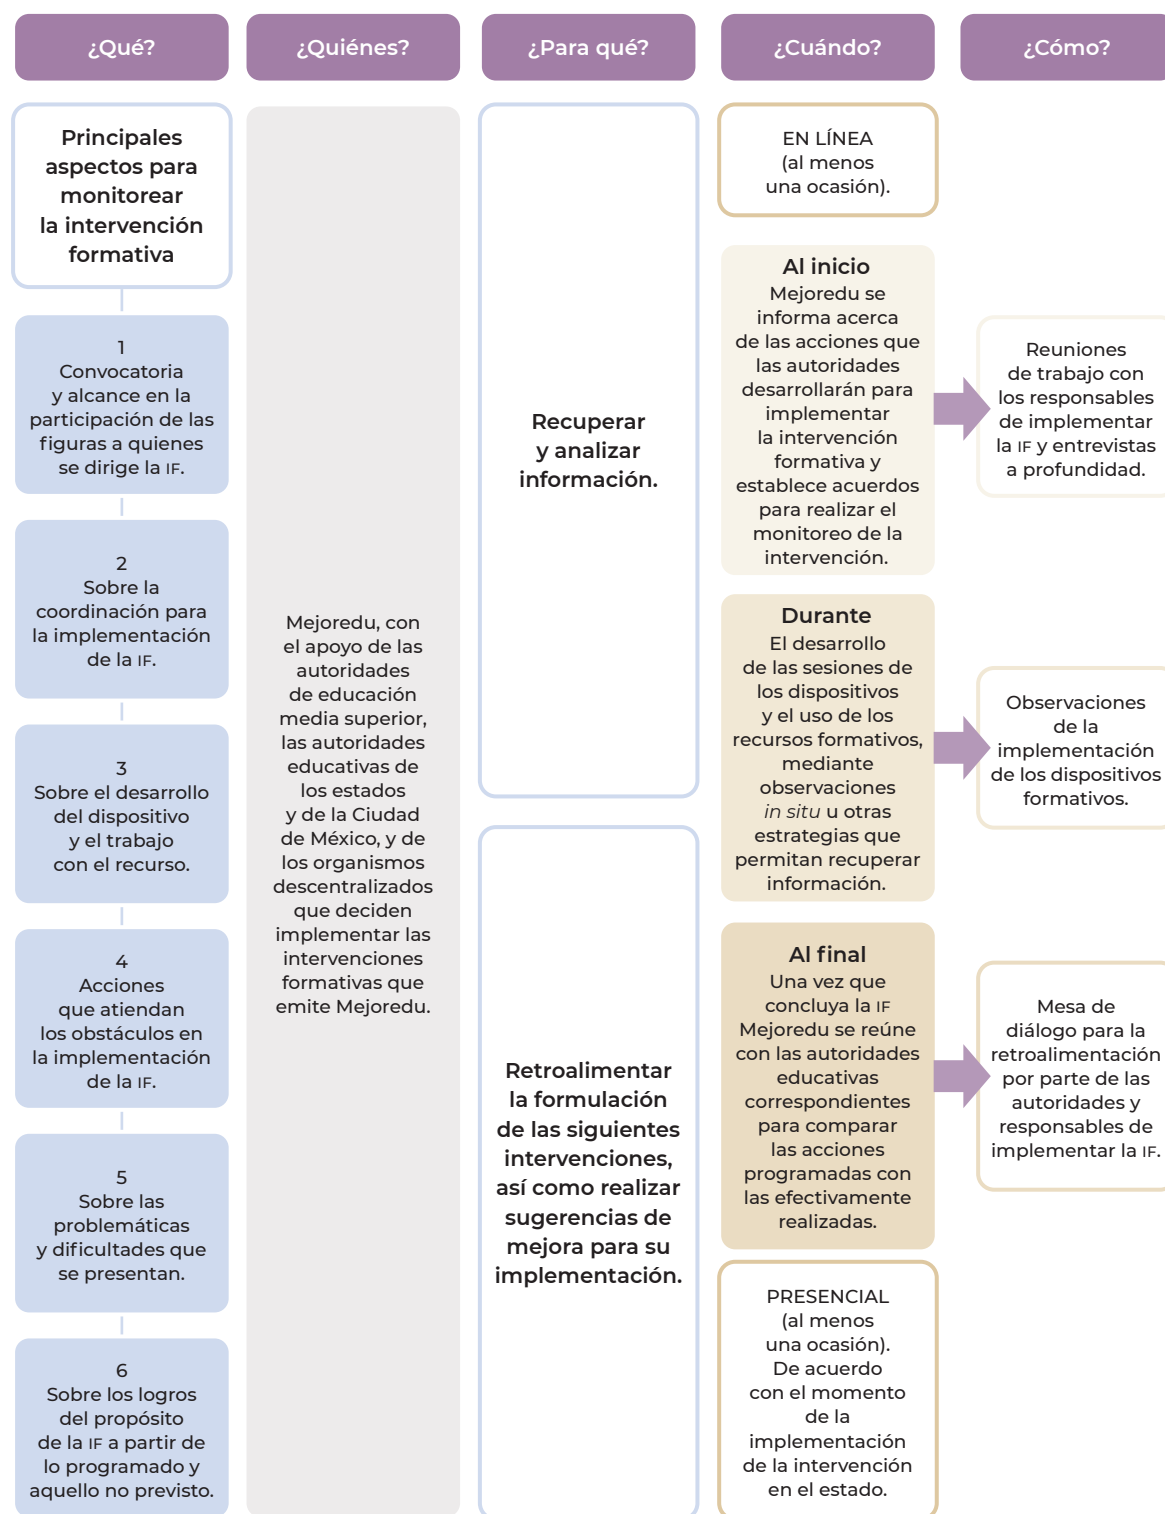 ¿Qué?
¿Quiénes?
¿Para qué?
¿Cuándo?
¿Cómo?
Principales
aspectos para
monitorear
la intervención
formativa
1
Convocatoria
y alcance en la
participación de las
figuras a quienes
se dirige la IF.
2
Sobre la
coordinación para
la implementación
de la IF.
3
Sobre el desarrollo
del dispositivo
y el trabajo
con el recurso.
4
Acciones
que atiendan
los obstáculos en
la implementación
de la IF.
5
Sobre las
problemáticas
y dificultades que
se presentan.
6
Sobre los logros
del propósito
de la IF a partir de
lo programado y
aquello no previsto.
Mejoredu, con
el apoyo de las
autoridades
de educación
media superior,
las autoridades
educativas de
los estados
y de la Ciudad
de México, y de
los organismos
descentralizados
que deciden
implementar las
intervenciones
formativas que
emite Mejoredu.
Recuperar
y analizar
información.
Retroalimentar
la formulación
de las siguientes
intervenciones,
así como realizar
sugerencias de
mejora para su
implementación.
EN LÍNEA
(al menos
una ocasión).
Al inicio
Mejoredu se
informa acerca
de las acciones que
las autoridades
desarrollarán para
implementar
la intervención
formativa y
establece acuerdos
para realizar el
monitoreo de la
intervención.
Durante
El desarrollo
de las sesiones de
los dispositivos
y el uso de los
recursos formativos,
mediante
observaciones
in situ u otras
estrategias que
permitan recuperar
información.
Al final
Una vez que
concluya la IF
Mejoredu se reúne
con las autoridades
educativas
correspondientes
para comparar
las acciones
programadas con
las efectivamente
realizadas.
PRESENCIAL
(al menos
una ocasión).
De acuerdo
con el momento
de la
implementación
de la intervención
en el estado.
Reuniones
de trabajo con
los responsables
de implementar
la IF y entrevistas
a profundidad.
Observaciones
de la
implementación
de los dispositivos
formativos.
Mesa de
diálogo para la
retroalimentación
por parte de las
autoridades y
responsables de
implementar la IF.